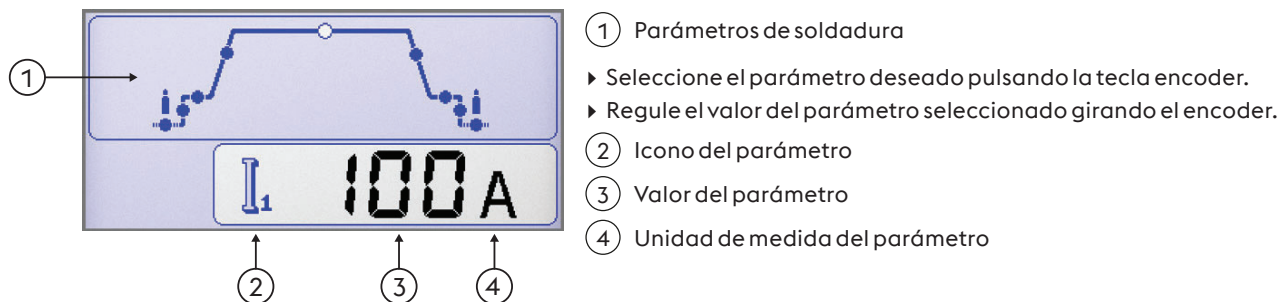 1 Parámetros de soldadura
▸ Seleccione el parámetro deseado pulsando la tecla encoder.
▸ Regule el valor del parámetro seleccionado girando el encoder.
2 Icono del parámetro
3 Valor del parámetro
4 Unidad de medida del parámetro
1
I1 100 A
2 3 4